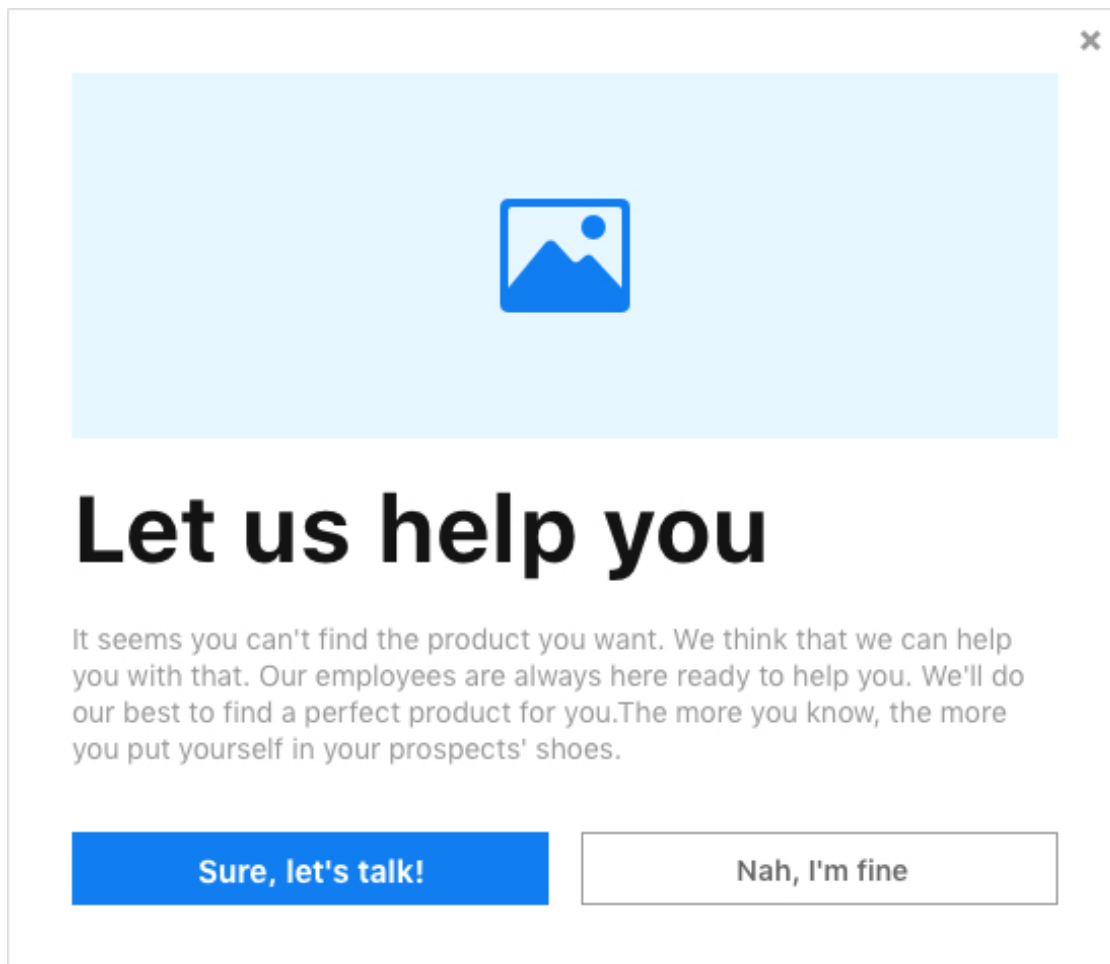 Let us help you
It seems you can't find the product you want. We think that we can help
you with that. Our employees are always here ready to help you. We'll do
our best to find a perfect product for you.The more you know, the more
you put yourself in your prospects' shoes.
Sure, let's talk!
Nah, I'm fine